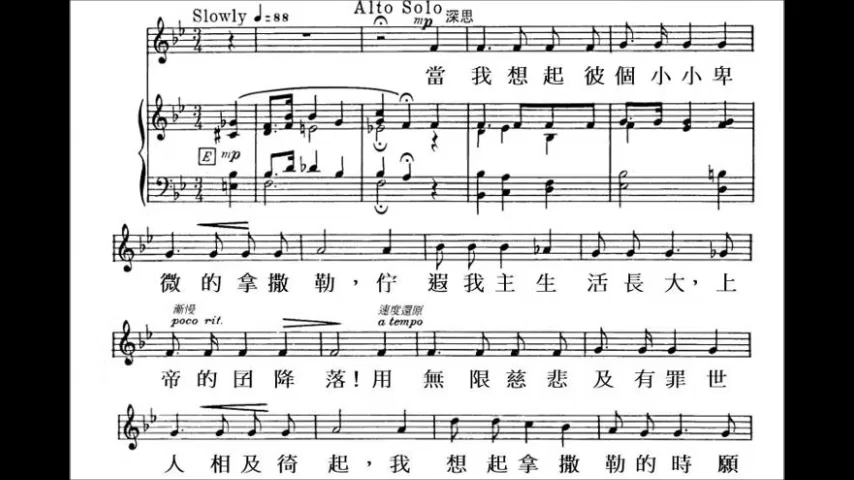 Slowly ♩=88 Alto Solo
mp 深思
當 我 想 起 彼 個 小 小 卑
E mp
微 的 拿 撒 勒, 佇 遐 我 主 生 活 長 大, 上
漸慢 速度還原
poco rit. a tempo
帝 的 囝 降 落! 用 無 限 慈 悲 及 有 罪 世
人 相 及 徛 起, 我 想 起 拿 撒 勒 的 時 願